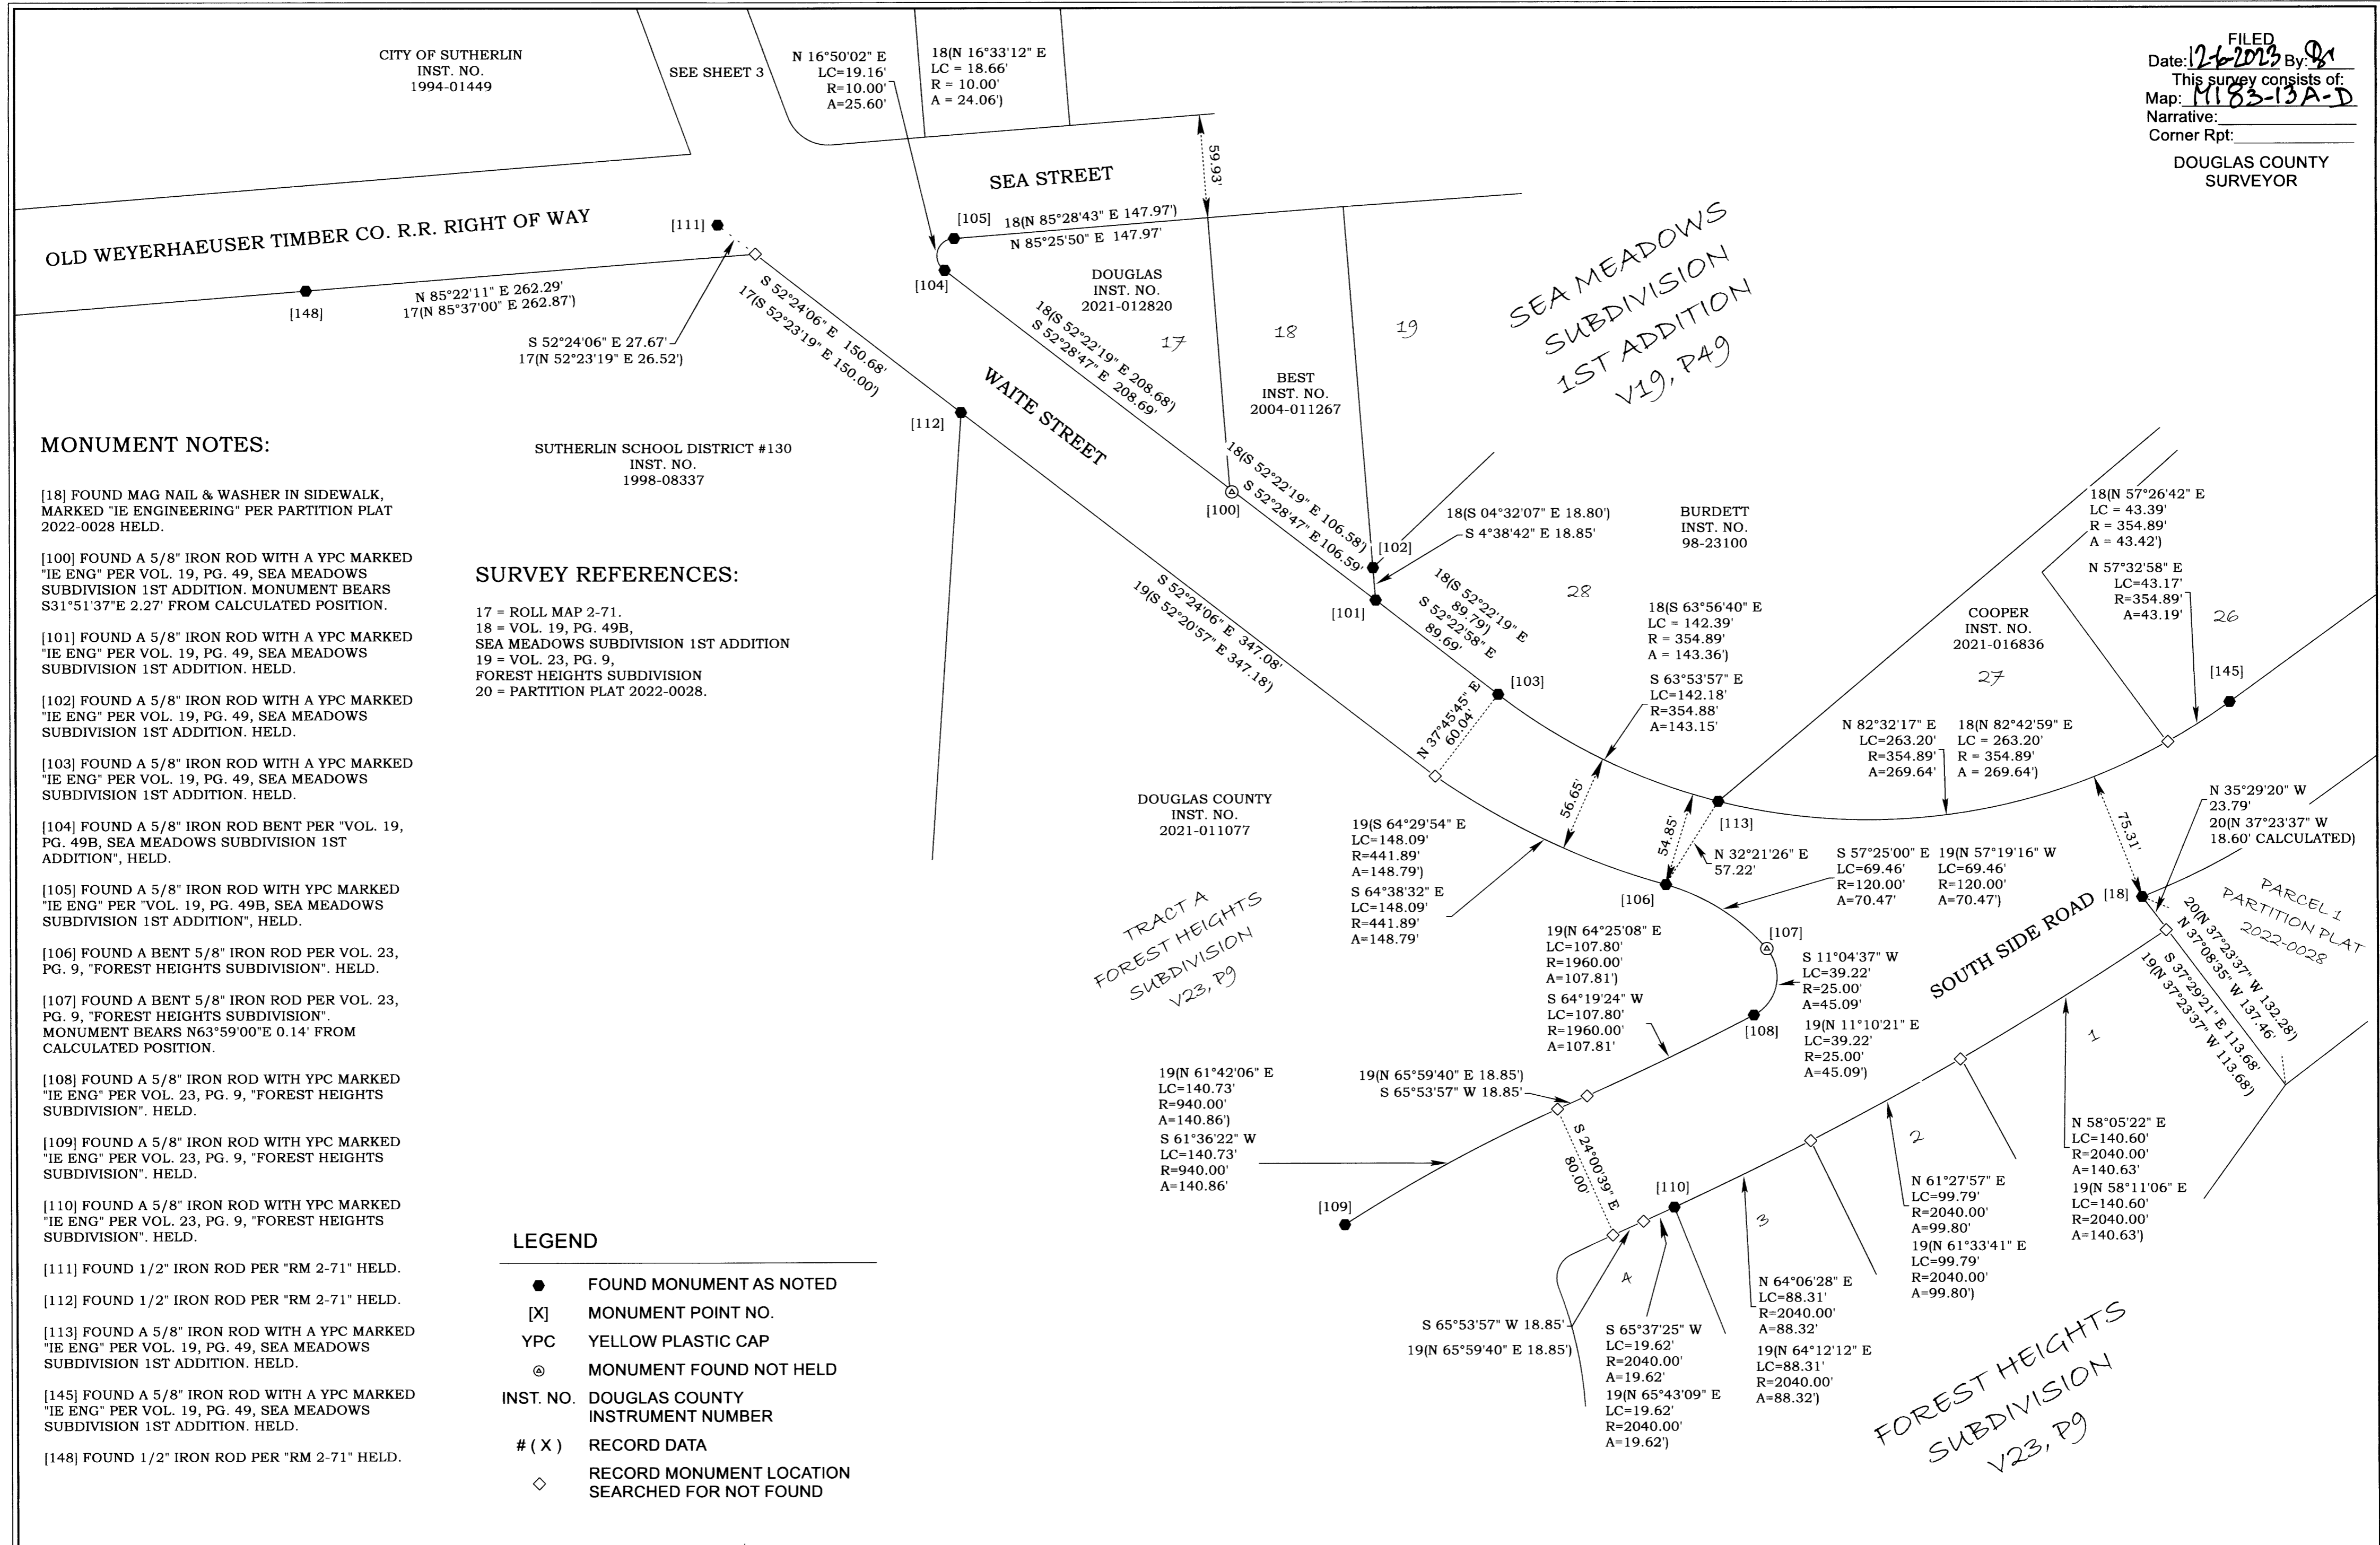 CITY OF SUTHERLIN
INST. NO.
1994-01449
SEE SHEET 3
N 16°50'02" E
LC=19.16'
R=10.00'
A=25.60'
18(N 16°33'12" E
LC = 18.66'
R = 10.00'
A = 24.06')
FILED
Date: 12-6-2023 By:
This survey consists of:
Map: M183-13A-D
Narrative:
Corner Rpt:
DOUGLAS COUNTY
SURVEYOR
59.93'
SEA STREET
OLD WEYERHAEUSER TIMBER CO. R.R. RIGHT OF WAY
[111]
[105]
18(N 85°28'43" E 147.97')
N 85°25'50" E 147.97'
[148]
N 85°22'11" E 262.29'
17(N 85°37'00" E 262.87')
S 52°24'06" E 27.67'
17(N 52°23'19" E 26.52')
S 52°24'06" E 150.68'
17(S 52°23'19" E 150.00')
[104]
DOUGLAS
INST. NO.
2021-012820
17
18
19
18(S 52°22'19" E 208.68')
S 52°28'47" E 208.69'
BEST
INST. NO.
2004-011267
SEA MEADOWS
SUBDIVISION
1ST ADDITION
V19, P49
WAITE STREET
[112]
SUTHERLIN SCHOOL DISTRICT #130
INST. NO.
1998-08337
MONUMENT NOTES:
[18] FOUND MAG NAIL & WASHER IN SIDEWALK,
MARKED "IE ENGINEERING" PER PARTITION PLAT
2022-0028 HELD.
[100] FOUND A 5/8" IRON ROD WITH A YPC MARKED
"IE ENG" PER VOL. 19, PG. 49, SEA MEADOWS
SUBDIVISION 1ST ADDITION. MONUMENT BEARS
S31°51'37"E 2.27' FROM CALCULATED POSITION.
[101] FOUND A 5/8" IRON ROD WITH A YPC MARKED
"IE ENG" PER VOL. 19, PG. 49, SEA MEADOWS
SUBDIVISION 1ST ADDITION. HELD.
[102] FOUND A 5/8" IRON ROD WITH A YPC MARKED
"IE ENG" PER VOL. 19, PG. 49, SEA MEADOWS
SUBDIVISION 1ST ADDITION. HELD.
[103] FOUND A 5/8" IRON ROD WITH A YPC MARKED
"IE ENG" PER VOL. 19, PG. 49, SEA MEADOWS
SUBDIVISION 1ST ADDITION. HELD.
[104] FOUND A 5/8" IRON ROD BENT PER "VOL. 19,
PG. 49B, SEA MEADOWS SUBDIVISION 1ST
ADDITION", HELD.
[105] FOUND A 5/8" IRON ROD WITH YPC MARKED
"IE ENG" PER "VOL. 19, PG. 49B, SEA MEADOWS
SUBDIVISION 1ST ADDITION", HELD.
[106] FOUND A BENT 5/8" IRON ROD PER VOL. 23,
PG. 9, "FOREST HEIGHTS SUBDIVISION". HELD.
[107] FOUND A BENT 5/8" IRON ROD PER VOL. 23,
PG. 9, "FOREST HEIGHTS SUBDIVISION".
MONUMENT BEARS N63°59'00"E 0.14' FROM
CALCULATED POSITION.
[108] FOUND A 5/8" IRON ROD WITH YPC MARKED
"IE ENG" PER VOL. 23, PG. 9, "FOREST HEIGHTS
SUBDIVISION". HELD.
[109] FOUND A 5/8" IRON ROD WITH YPC MARKED
"IE ENG" PER VOL. 23, PG. 9, "FOREST HEIGHTS
SUBDIVISION". HELD.
[110] FOUND A 5/8" IRON ROD WITH YPC MARKED
"IE ENG" PER VOL. 23, PG. 9, "FOREST HEIGHTS
SUBDIVISION". HELD.
[111] FOUND 1/2" IRON ROD PER "RM 2-71" HELD.
[112] FOUND 1/2" IRON ROD PER "RM 2-71" HELD.
[113] FOUND A 5/8" IRON ROD WITH A YPC MARKED
"IE ENG" PER VOL. 19, PG. 49, SEA MEADOWS
SUBDIVISION 1ST ADDITION. HELD.
[145] FOUND A 5/8" IRON ROD WITH A YPC MARKED
"IE ENG" PER VOL. 19, PG. 49, SEA MEADOWS
SUBDIVISION 1ST ADDITION. HELD.
[148] FOUND 1/2" IRON ROD PER "RM 2-71" HELD.
SURVEY REFERENCES:
17 = ROLL MAP 2-71.
18 = VOL. 19, PG. 49B,
SEA MEADOWS SUBDIVISION 1ST ADDITION
19 = VOL. 23, PG. 9,
FOREST HEIGHTS SUBDIVISION
20 = PARTITION PLAT 2022-0028.
LEGEND
FOUND MONUMENT AS NOTED
[X] MONUMENT POINT NO.
YPC YELLOW PLASTIC CAP
MONUMENT FOUND NOT HELD
INST. NO. DOUGLAS COUNTY
INSTRUMENT NUMBER
# ( X ) RECORD DATA
RECORD MONUMENT LOCATION
SEARCHED FOR NOT FOUND
[100]
18(S 52°22'19" E 106.58')
S 52°28'47" E 106.59'
[102]
18(S 04°32'07" E 18.80')
S 4°38'42" E 18.85'
[101]
18(S 52°22'19" E
89.79')
S 52°22'58" E
89.69'
BURDETT
INST. NO.
98-23100
28
[103]
S 52°24'06" E 347.08'
19(S 52°20'57" E 347.18')
N 37°45'45" E
60.04'
18(S 63°56'40" E
LC = 142.39'
R = 354.89'
A = 143.36')
S 63°53'57" E
LC=142.18'
R=354.88'
A=143.15'
18(N 57°26'42" E
LC = 43.39'
R = 354.89'
A = 43.42')
N 57°32'58" E
LC=43.17'
R=354.89'
A=43.19'
26
COOPER
INST. NO.
2021-016836
27
[145]
N 82°32'17" E
LC=263.20'
R=354.89'
A=269.64'
18(N 82°42'59" E
LC = 263.20'
R = 354.89'
A = 269.64')
56.65'
54.85'
[113]
N 32°21'26" E
57.22'
75.31'
N 35°29'20" W
23.79'
20(N 37°23'37" W
18.60' CALCULATED)
DOUGLAS COUNTY
INST. NO.
2021-011077
TRACT A
FOREST HEIGHTS
SUBDIVISION
V23, P9
19(S 64°29'54" E
LC=148.09'
R=441.89'
A=148.79')
S 64°38'32" E
LC=148.09'
R=441.89'
A=148.79'
[106]
S 57°25'00" E
LC=69.46'
R=120.00'
A=70.47'
19(N 57°19'16" W
LC=69.46'
R=120.00'
A=70.47')
[107]
[18]
PARCEL 1
PARTITION PLAT
2022-0028
SOUTH SIDE ROAD
20(N 37°23'37" W 132.28')
N 37°08'35" W 137.46'
S 37°29'21" E 113.68'
19(N 37°23'37" W 113.68')
19(N 64°25'08" E
LC=107.80'
R=1960.00'
A=107.81')
S 64°19'24" W
LC=107.80'
R=1960.00'
A=107.81'
S 11°04'37" W
LC=39.22'
R=25.00'
A=45.09'
19(N 11°10'21" E
LC=39.22'
R=25.00'
A=45.09')
[108]
19(N 61°42'06" E
LC=140.73'
R=940.00'
A=140.86')
S 61°36'22" W
LC=140.73'
R=940.00'
A=140.86'
19(N 65°59'40" E 18.85')
S 65°53'57" W 18.85'
[109]
S 24°00'39" E
80.00'
[110]
1
2
3
4
N 58°05'22" E
LC=140.60'
R=2040.00'
A=140.63'
19(N 58°11'06" E
LC=140.60'
R=2040.00'
A=140.63')
N 61°27'57" E
LC=99.79'
R=2040.00'
A=99.80'
19(N 61°33'41" E
LC=99.79'
R=2040.00'
A=99.80')
N 64°06'28" E
LC=88.31'
R=2040.00'
A=88.32'
19(N 64°12'12" E
LC=88.31'
R=2040.00'
A=88.32')
S 65°53'57" W 18.85'
19(N 65°59'40" E 18.85')
S 65°37'25" W
LC=19.62'
R=2040.00'
A=19.62'
19(N 65°43'09" E
LC=19.62'
R=2040.00'
A=19.62')
FOREST HEIGHTS
SUBDIVISION
V23, P9